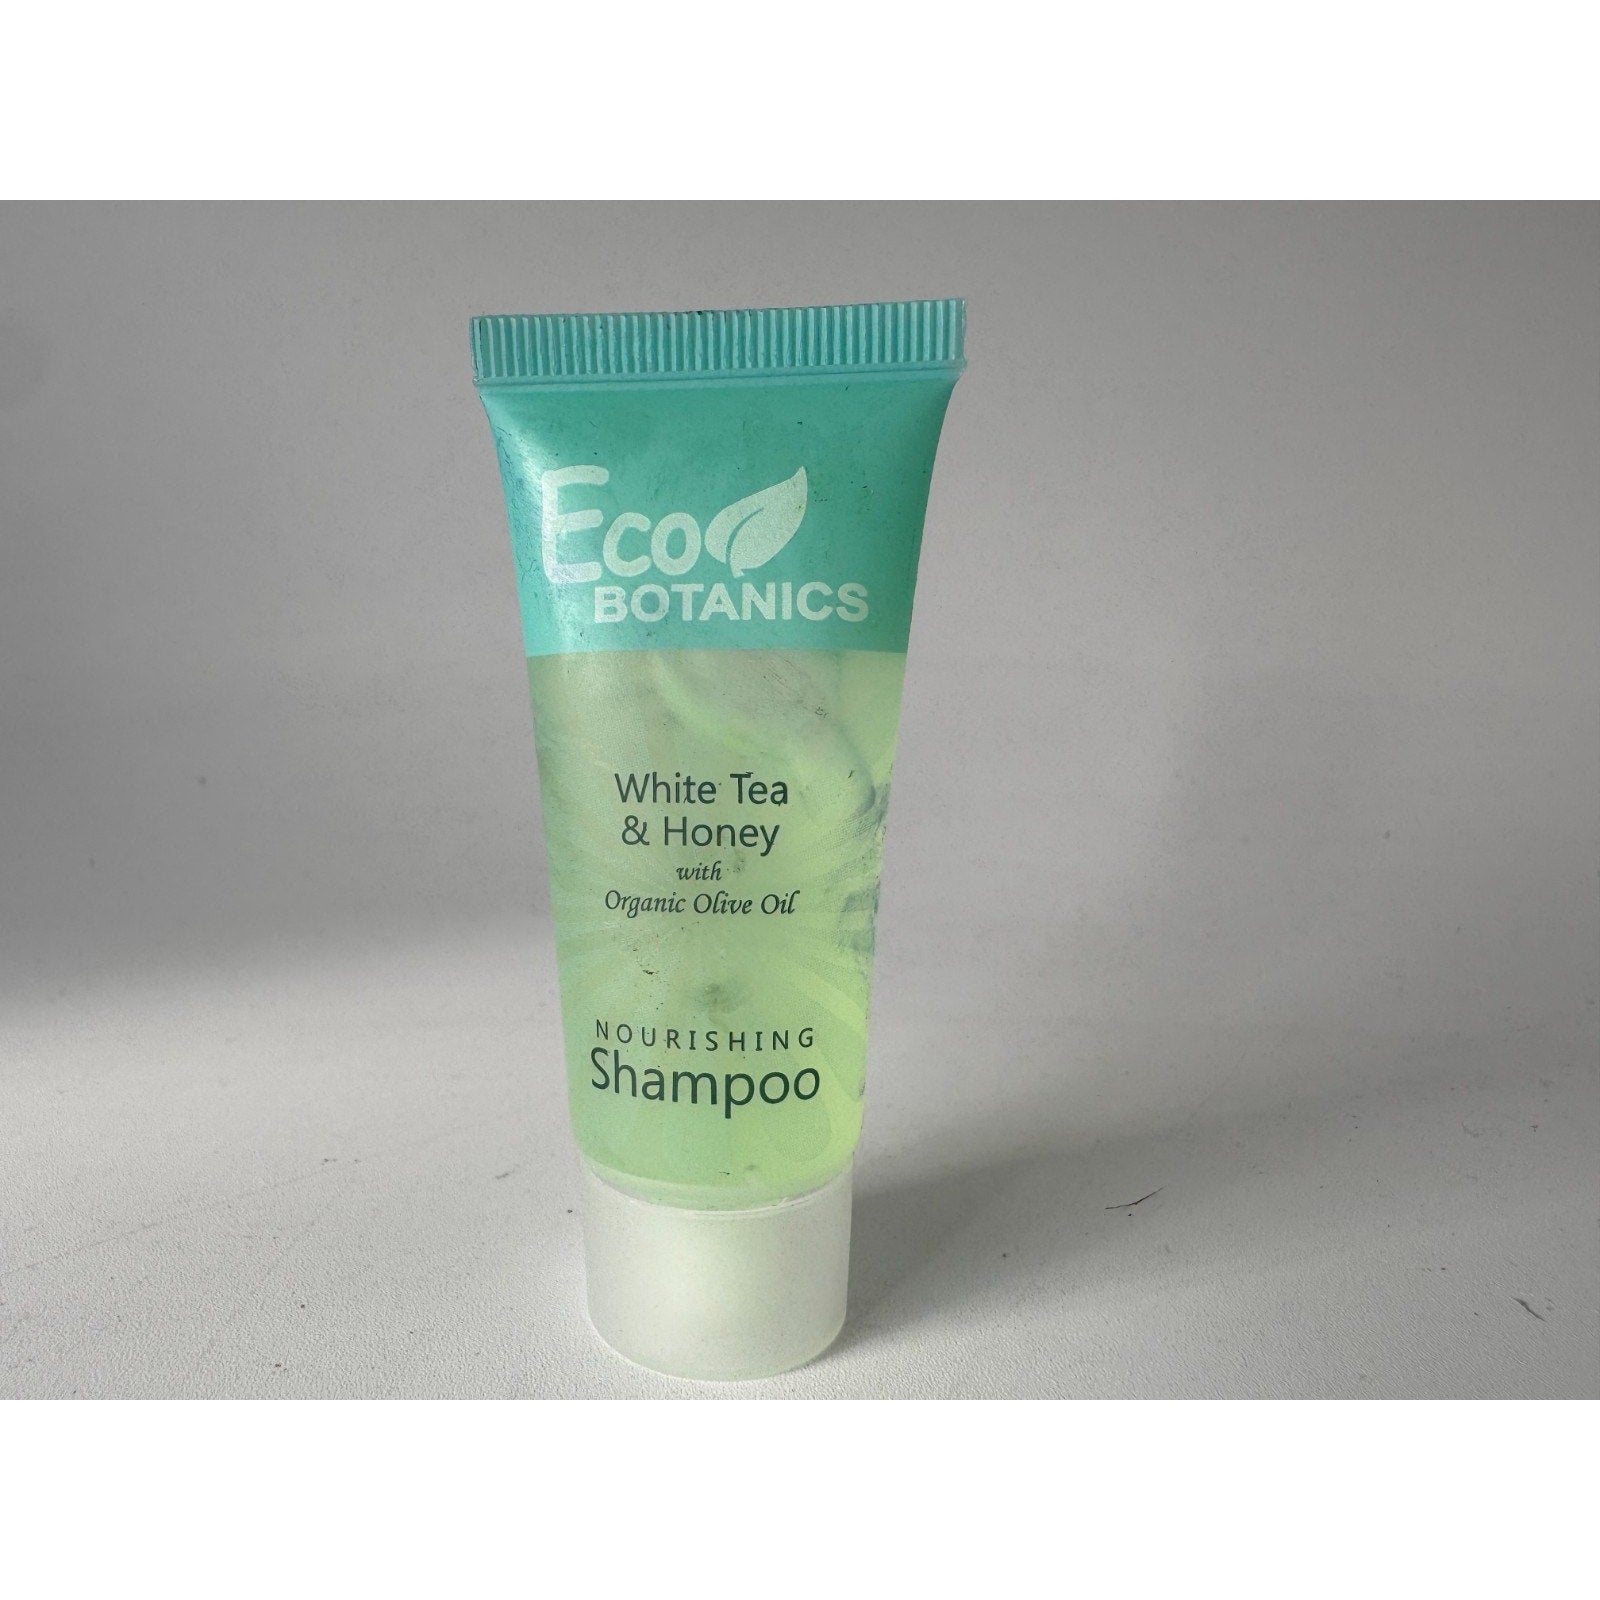 Eco
BOTANICS
White Tea
& Honey
with
Organic Olive Oil
NOURISHING
Shampoo